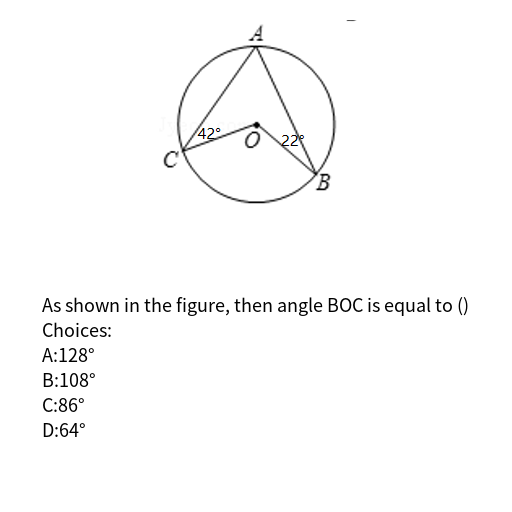 A
42°
22°
O
C
B
As shown in the figure, then angle BOC is equal to ()
Choices:
A:128°
B:108°
C:86°
D:64°